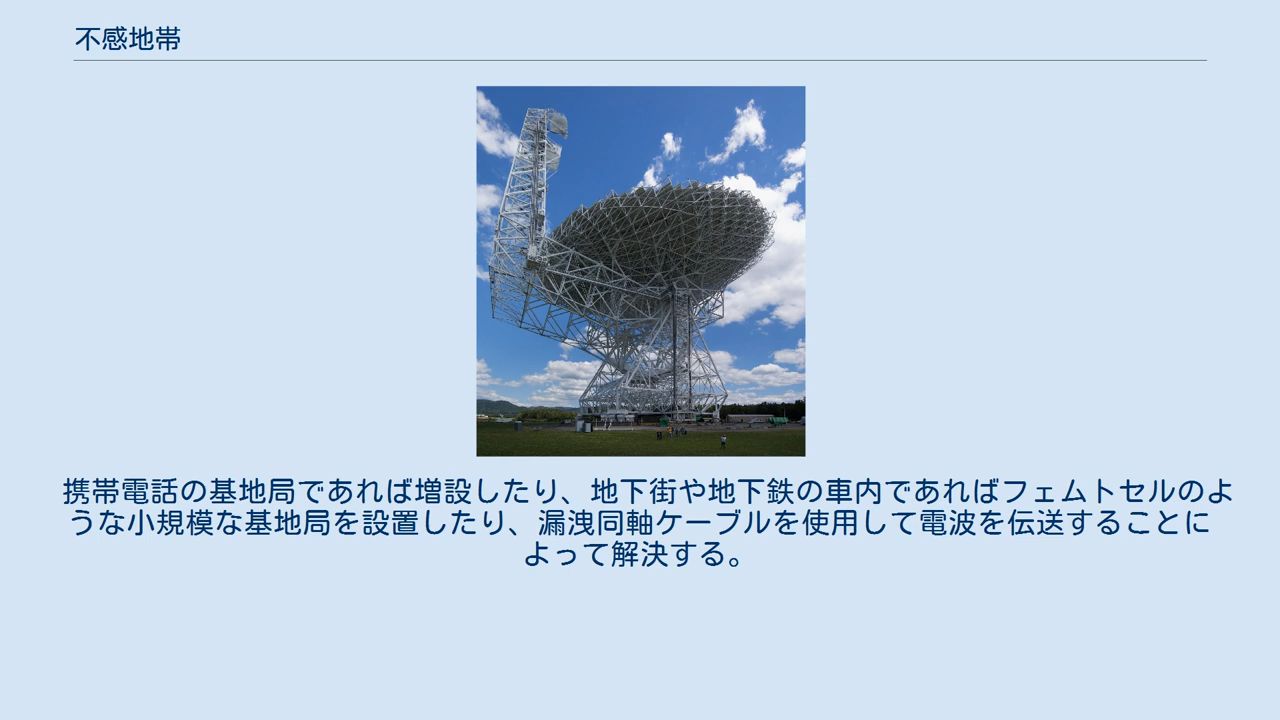 不感地帯
携帯電話の基地局であれば増設したり、地下街や地下鉄の車内であればフェムトセルのよ
うな小規模な基地局を設置したり、漏洩同軸ケーブルを使用して電波を伝送することに
よって解決する。